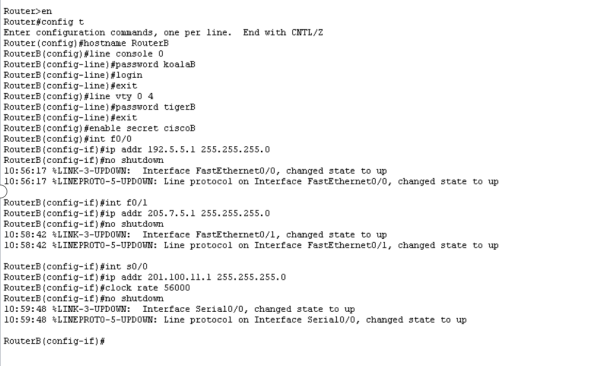 Router>en
Router#config t
Enter configuration commands, one per line.  End with CNTL/Z
Router(config)#hostname RouterB
RouterB(config)#line console 0
RouterB(config-line)#password koalaB
RouterB(config-line)#login
RouterB(config-line)#exit
RouterB(config)#line vty 0 4
RouterB(config-line)#password tigerB
RouterB(config-line)#exit
RouterB(config)#enable secret ciscoB
RouterB(config)#int f0/0
RouterB(config-if)#ip addr 192.5.5.1 255.255.255.0
RouterB(config-if)#no shutdown
10:56:17 %LINK-3-UPDOWN:  Interface FastEthernet0/0, changed state to up
10:56:17 %LINEPROTO-5-UPDOWN: Line protocol on Interface FastEthernet0/0, changed state to up
RouterB(config-if)#int f0/1
RouterB(config-if)#ip addr 205.7.5.1 255.255.255.0
RouterB(config-if)#no shutdown
10:58:42 %LINK-3-UPDOWN:  Interface FastEthernet0/1, changed state to up
10:58:42 %LINEPROTO-5-UPDOWN: Line protocol on Interface FastEthernet0/1, changed state to up
RouterB(config-if)#int s0/0
RouterB(config-if)#ip addr 201.100.11.1 255.255.255.0
RouterB(config-if)#clock rate 56000
RouterB(config-if)#no shutdown
10:59:48 %LINK-3-UPDOWN:  Interface Serial0/0, changed state to up
10:59:48 %LINEPROTO-5-UPDOWN: Line protocol on Interface Serial0/0, changed state to up
RouterB(config-if)#